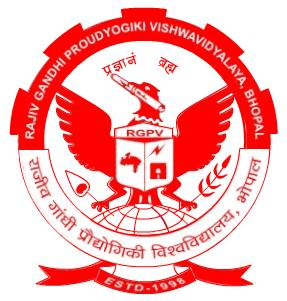 RAJIV GANDHI PROUDYOGIKI VISHWAVIDYALAYA, BHOPAL
प्रज्ञानं ब्रह्म
RGPV
राजीव गांधी प्रौद्योगिकी विश्वविद्यालय, भोपाल
ESTD-1998